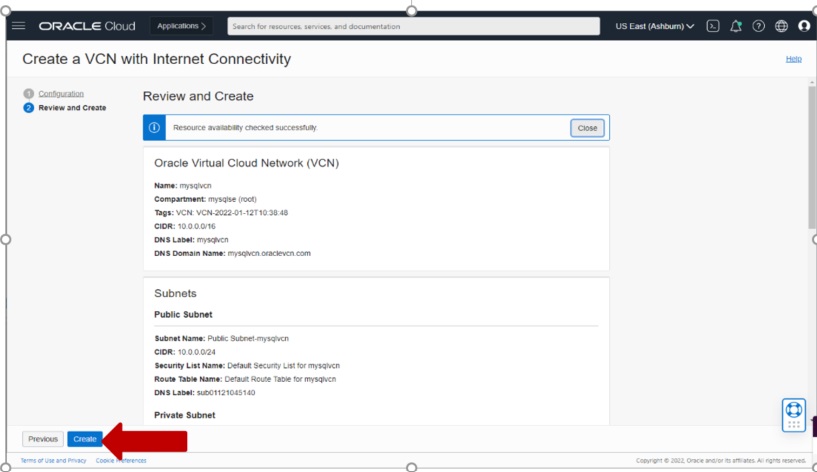 ORACLE Cloud
Applications >
Search for resources, services, and documentation
US East (Ashburn)
Create a VCN with Internet Connectivity
Help
1 Configuration
2 Review and Create
Review and Create
Resource availability checked successfully.
Close
Oracle Virtual Cloud Network (VCN)
Name: mysqlvcn
Compartment: mysqlse (root)
Tags: VCN: VCN-2022-01-12T10:38:48
CIDR: 10.0.0.0/16
DNS Label: mysqlvcn
DNS Domain Name: mysqlvcn.oraclevcn.com
Subnets
Public Subnet
Subnet Name: Public Subnet-mysqlvcn
CIDR: 10.0.0.0/24
Security List Name: Default Security List for mysqlvcn
Route Table Name: Default Route Table for mysqlvcn
DNS Label: sub01121045140
Private Subnet
Previous
Create
Terms of Use and Privacy
Cookie Preferences
Copyright © 2022, Oracle and/or its affiliates. All rights reserved.